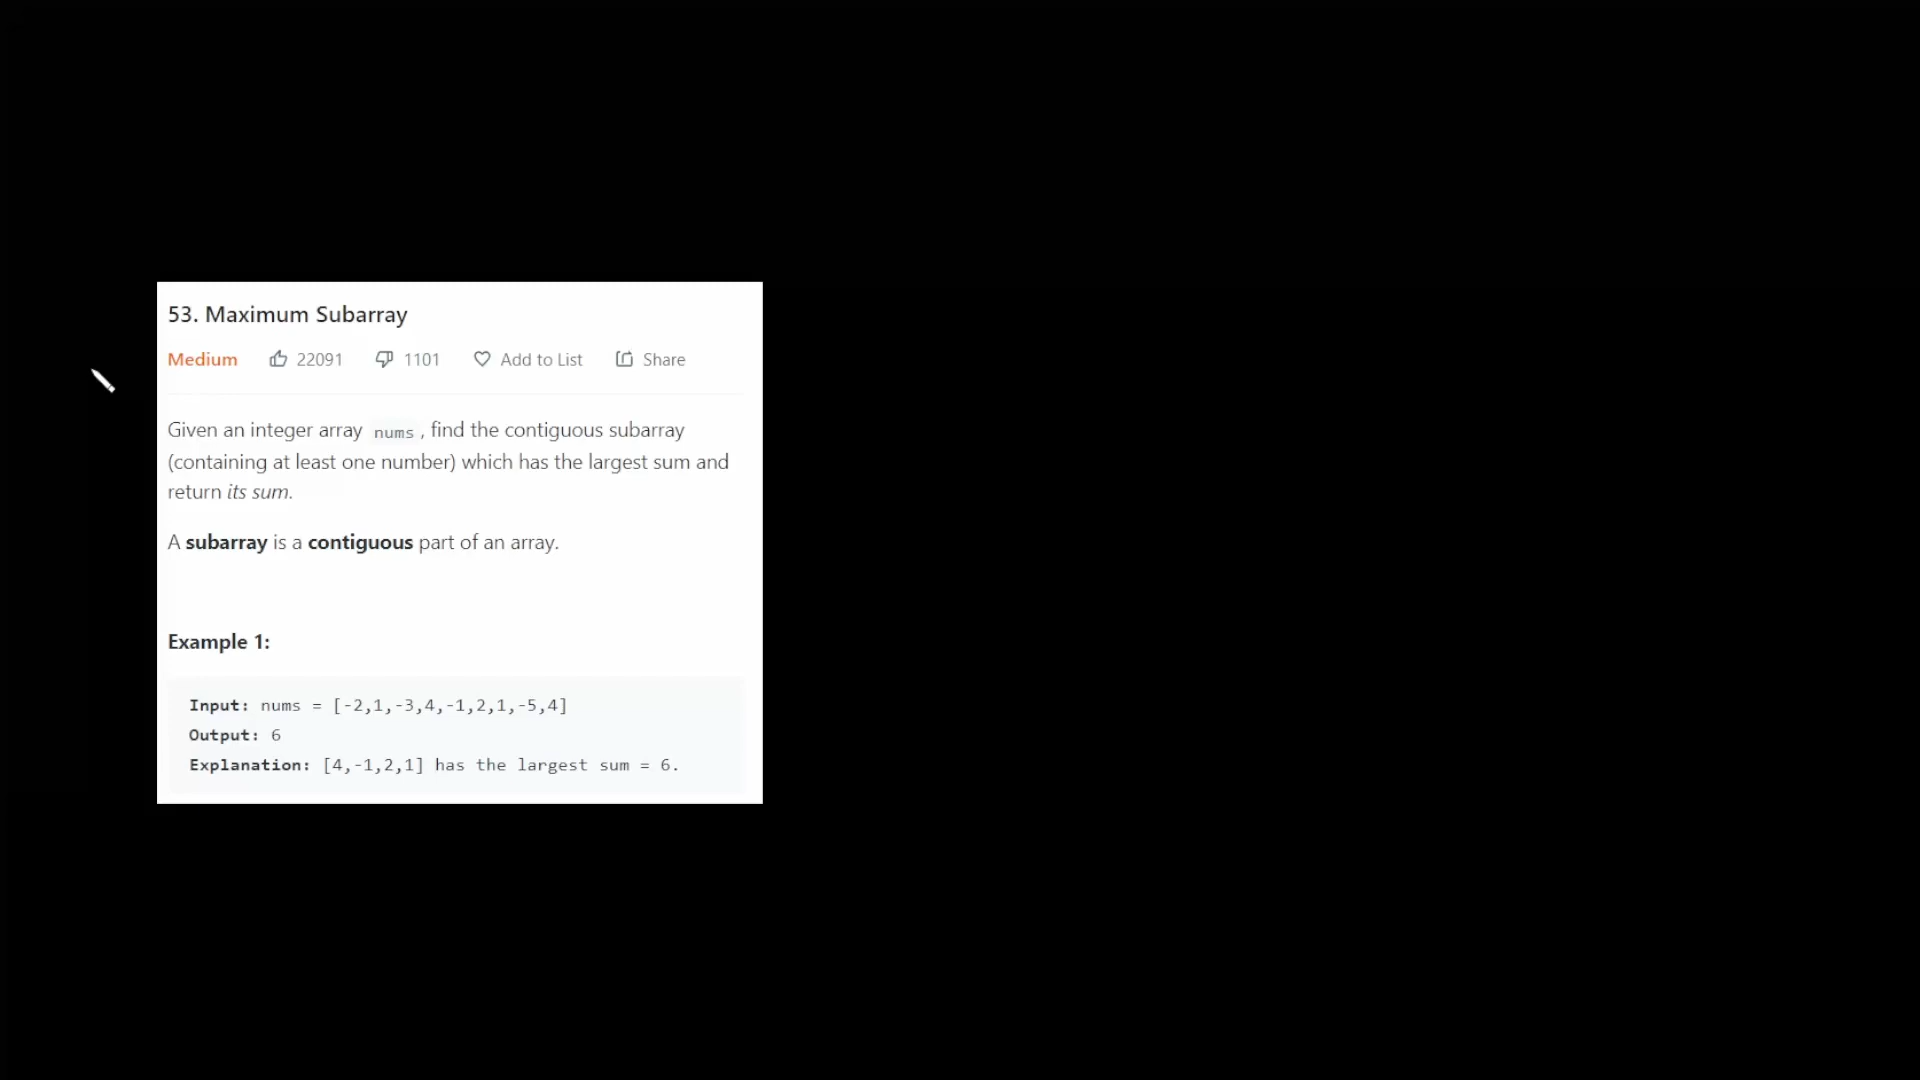 53. Maximum Subarray
Medium 22091 1101 Add to List Share
Given an integer array nums, find the contiguous subarray
(containing at least one number) which has the largest sum and
return its sum.
A subarray is a contiguous part of an array.
Example 1:
Input: nums = [-2,1,-3,4,-1,2,1,-5,4]
Output: 6
Explanation: [4,-1,2,1] has the largest sum = 6.